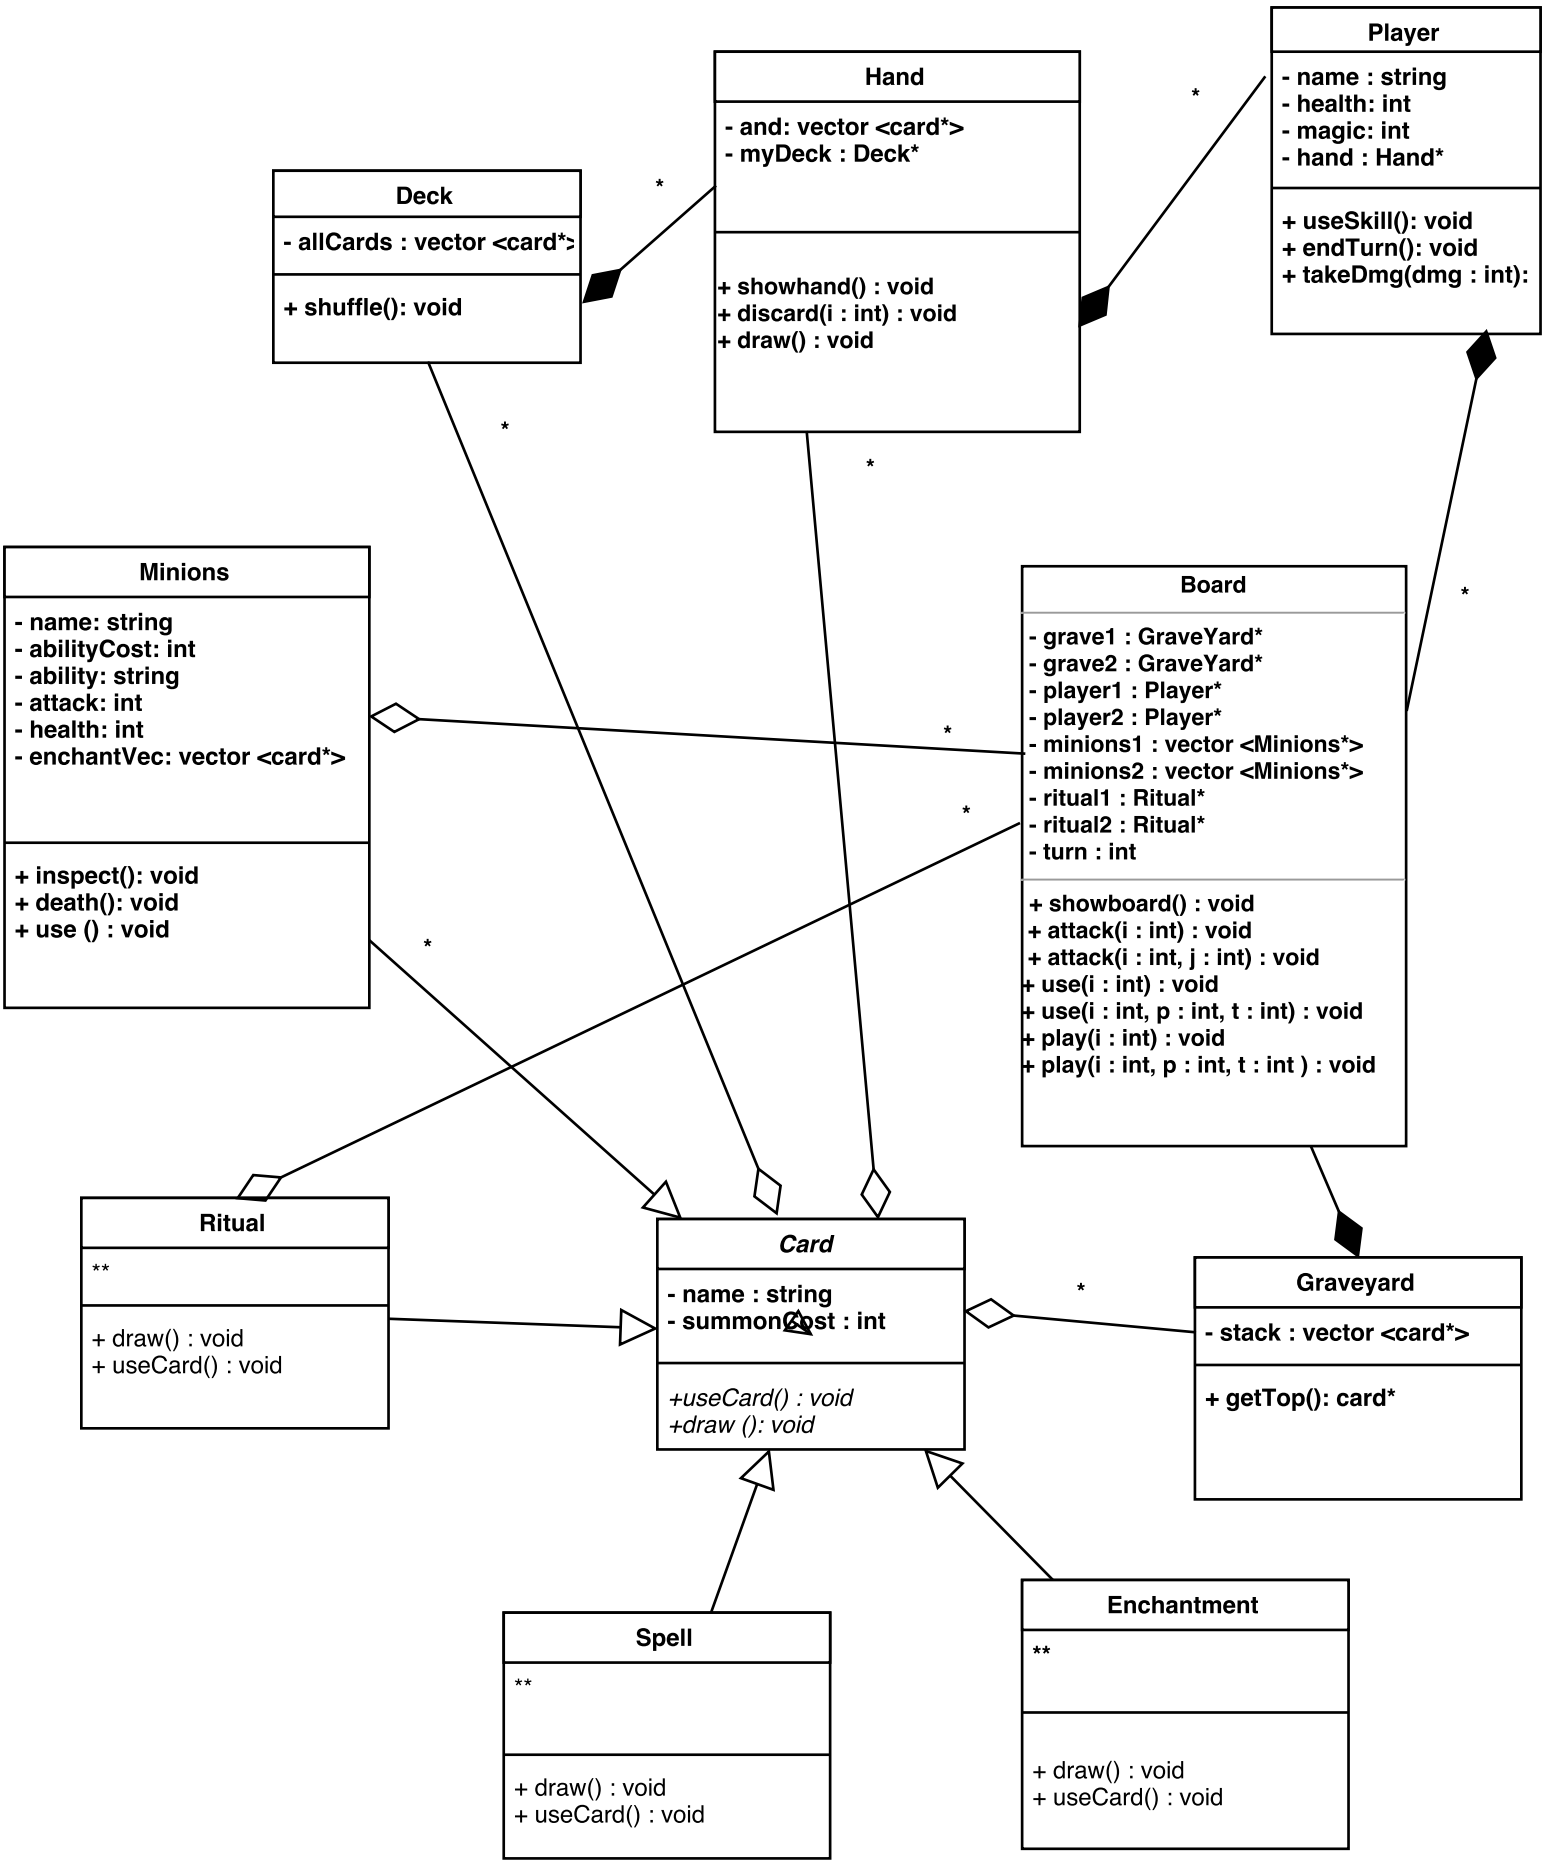 Player
- name : string
- health: int
- magic: int
- hand : Hand*
+ useSkill(): void
+ endTurn(): void
+ takeDmg(dmg : int):
Hand
- and: vector <card*>
- myDeck : Deck*
+ showhand() : void
+ discard(i : int) : void
+ draw() : void
*
*
Deck
- allCards : vector <card*>
+ shuffle(): void
*
*
*
Minions
- name: string
- abilityCost: int
- ability: string
- attack: int
- health: int
- enchantVec: vector <card*>
+ inspect(): void
+ death(): void
+ use () : void
*
*
*
Board
- grave1 : GraveYard*
- grave2 : GraveYard*
- player1 : Player*
- player2 : Player*
- minions1 : vector <Minions*>
- minions2 : vector <Minions*>
- ritual1 : Ritual*
- ritual2 : Ritual*
- turn : int
+ showboard() : void
+ attack(i : int) : void
+ attack(i : int, j : int) : void
+ use(i : int) : void
+ use(i : int, p : int, t : int) : void
+ play(i : int) : void
+ play(i : int, p : int, t : int ) : void
Ritual
**
+ draw() : void
+ useCard() : void
Card
- name : string
- summonCost : int
+useCard() : void
+draw (): void
*
Graveyard
- stack : vector <card*>
+ getTop(): card*
Spell
**
+ draw() : void
+ useCard() : void
Enchantment
**
+ draw() : void
+ useCard() : void